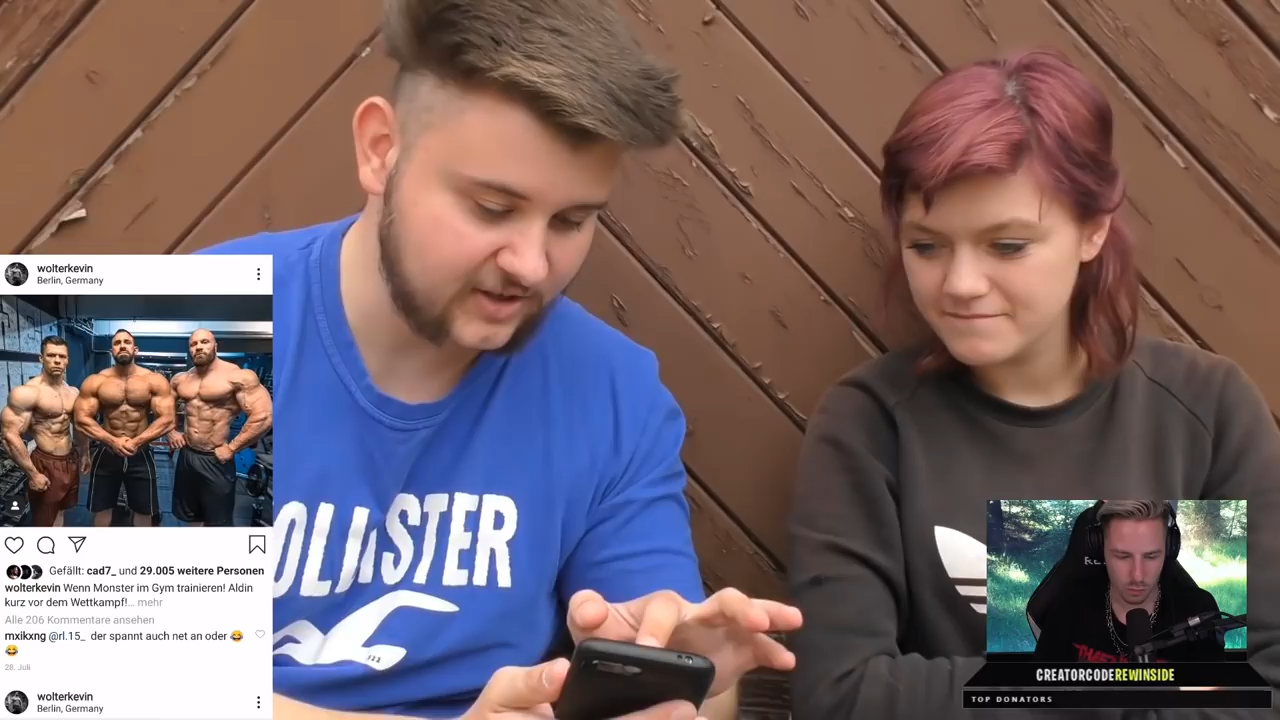 wolterkevin
Berlin, Germany
Gefällt: cad7_ und 29.005 weitere Personen
wolterkevin Wenn Monster im Gym trainieren! Aldin
kurz vor dem Wettkampf!... mehr
Alle 206 Kommentare ansehen
mxikxng @rl.15_ der spannt auch net an oder 😂
😂
28. Juli
wolterkevin
Berlin, Germany
OLLISTER
CREATORCODEREWINSIDE
TOP DONATORS